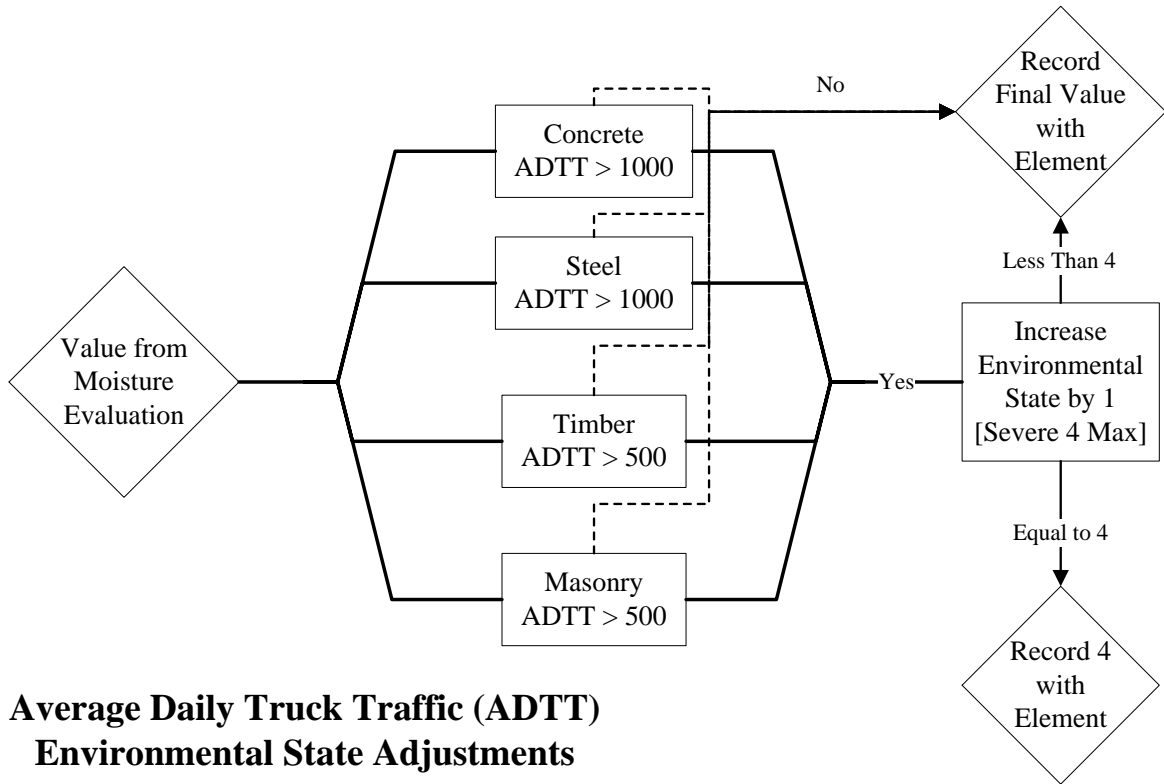 Value from
Moisture
Evaluation
Concrete
ADTT > 1000
Steel
ADTT > 1000
Timber
ADTT > 500
Masonry
ADTT > 500
No
Yes
Record
Final Value
with
Element
Less Than 4
Increase
Environmental
State by 1
[Severe 4 Max]
Equal to 4
Record 4
with
Element
Average Daily Truck Traffic (ADTT)
Environmental State Adjustments